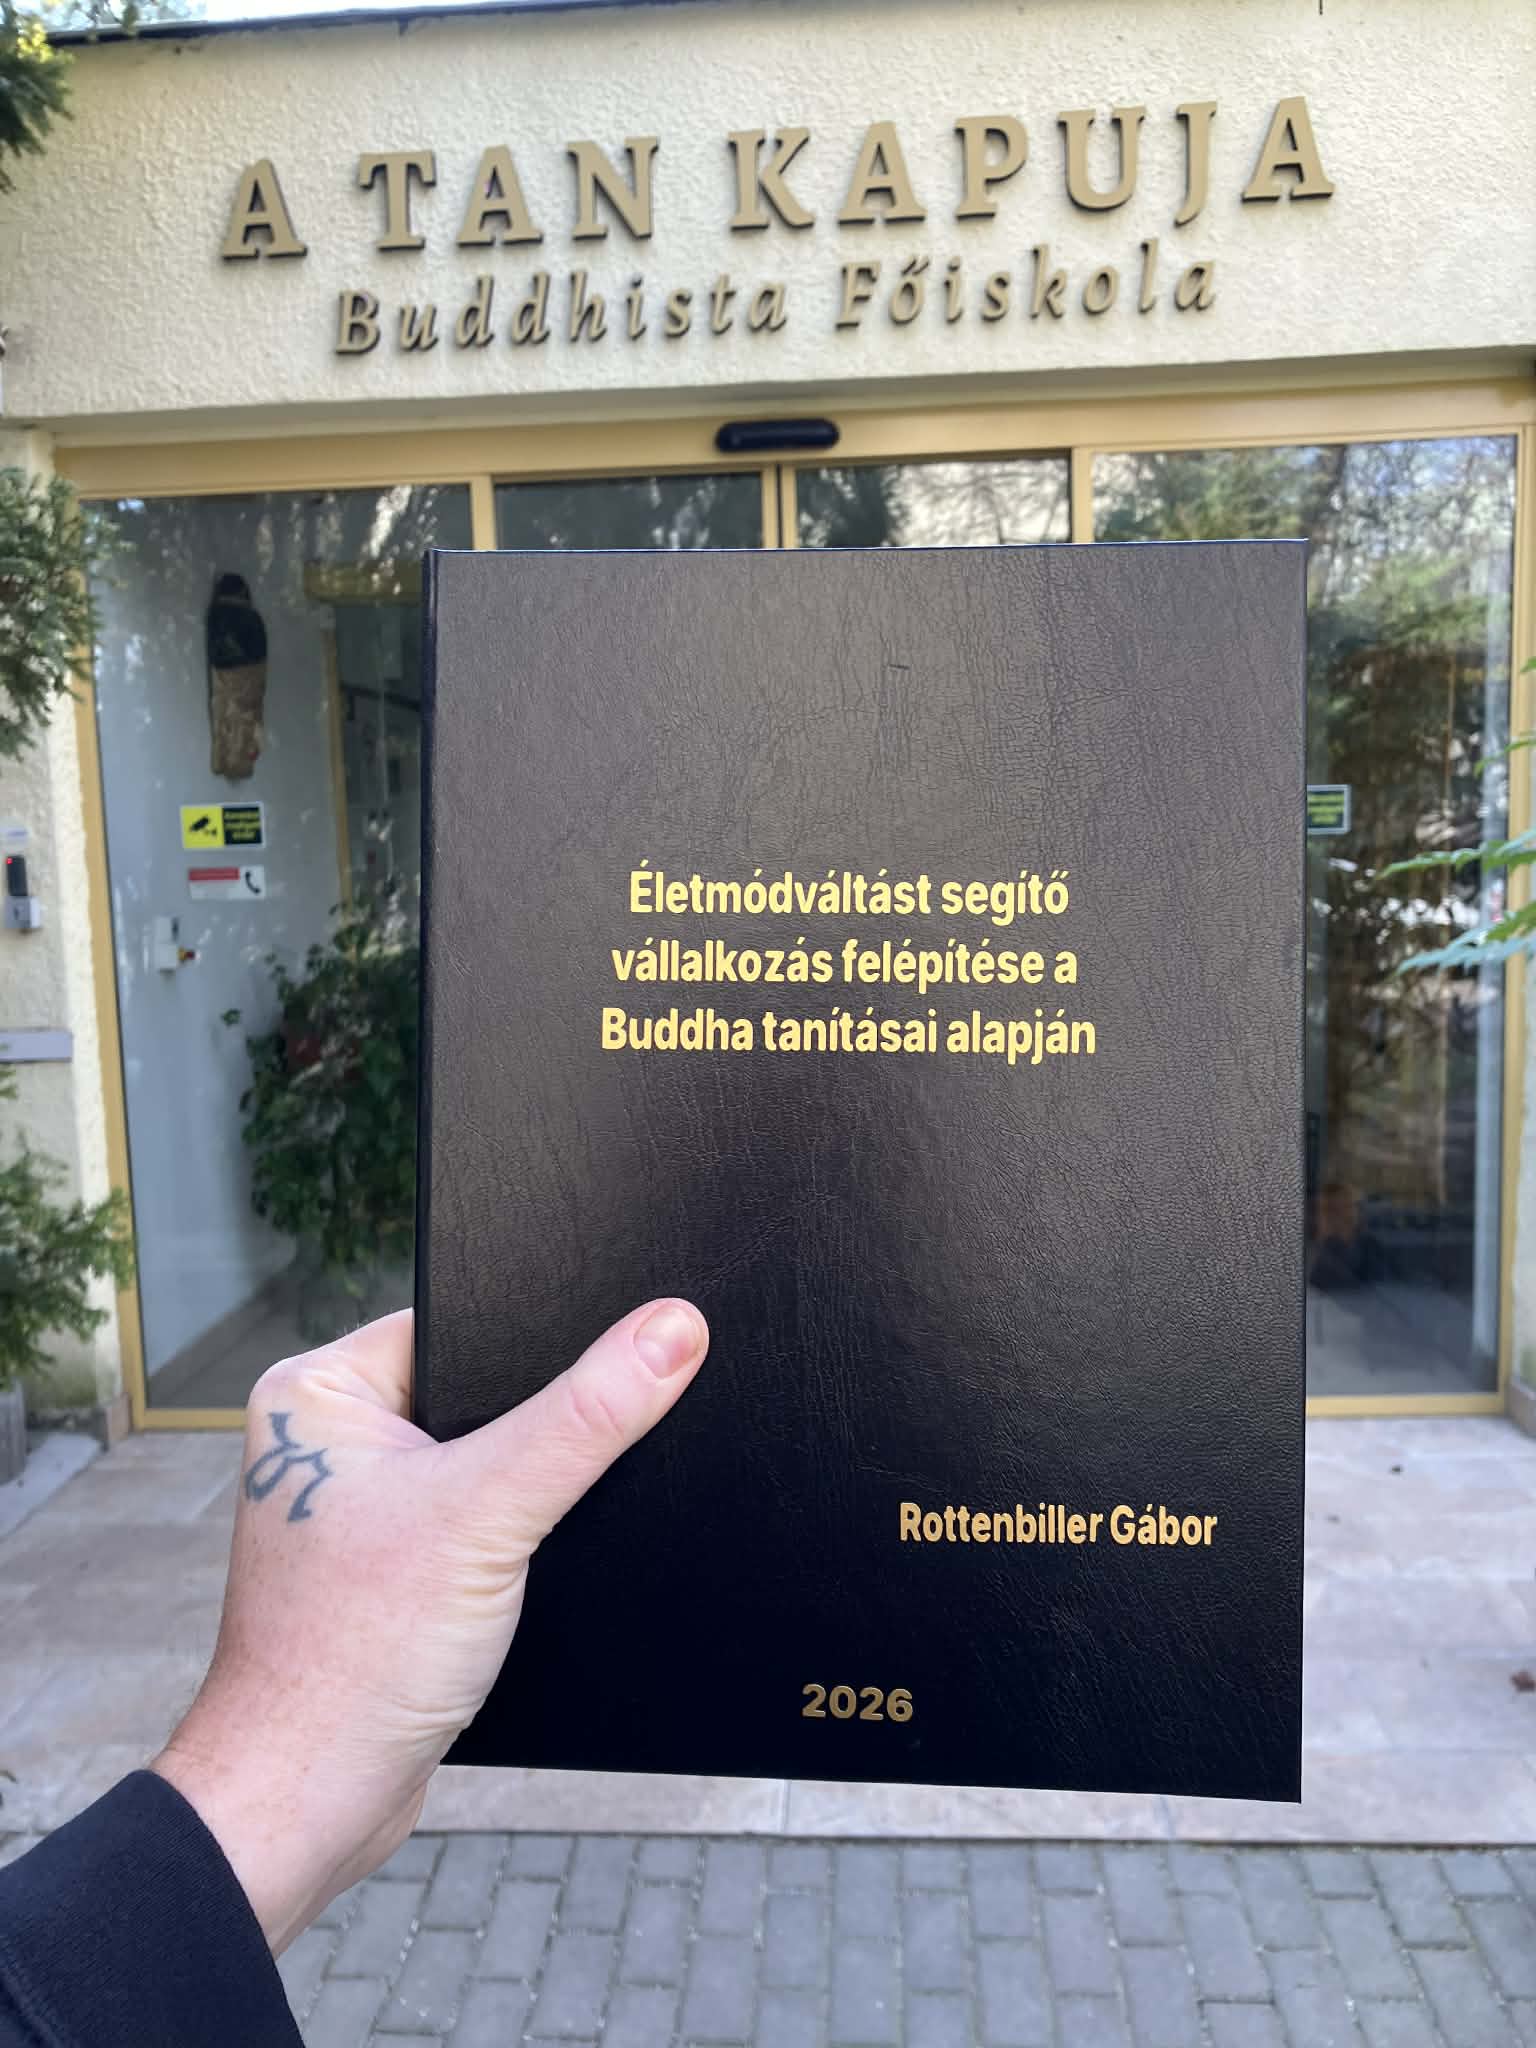 A TAN KAPUJA
Buddhista Főiskola
Életmódváltást segítő
vállalkozás felépítése a
Buddha tanításai alapján
Rottenbiller Gábor
2026